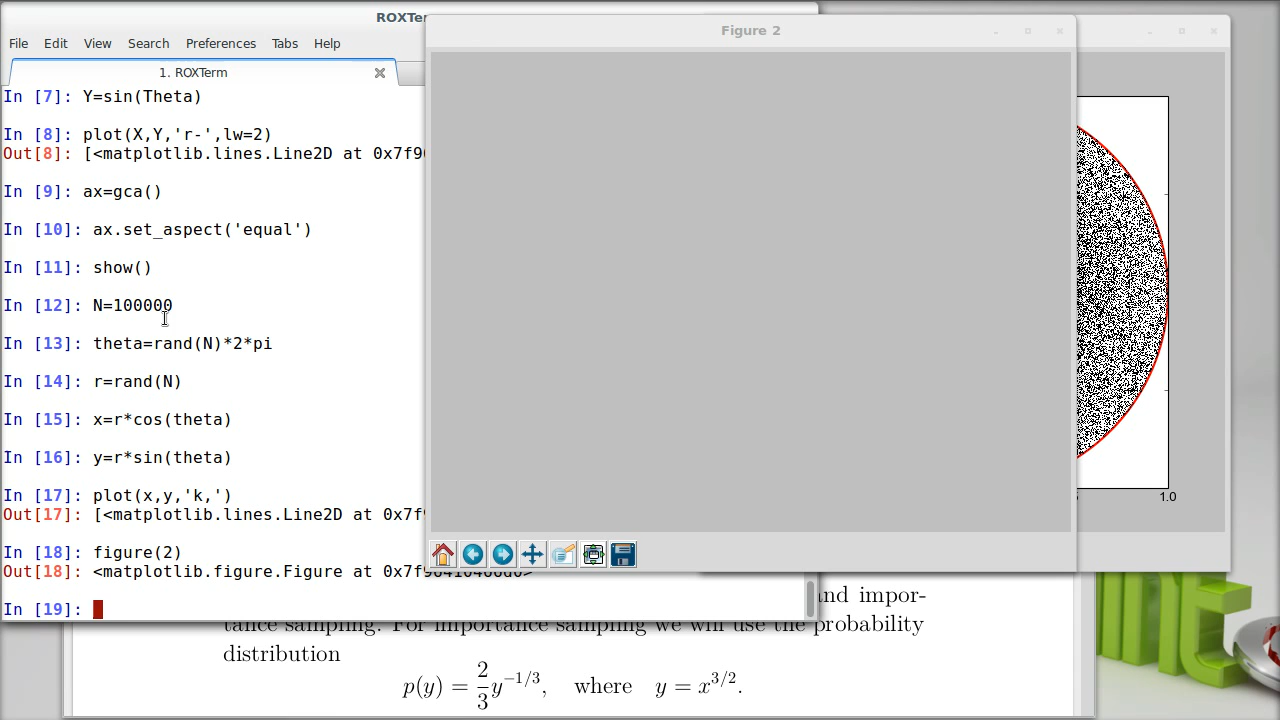 ROXTer
File Edit View Search Preferences Tabs Help
1. ROXTerm
In [7]: Y=sin(Theta)
In [8]: plot(X,Y,'r-',lw=2)
Out[8]: [<matplotlib.lines.Line2D at 0x7f9
In [9]: ax=gca()
In [10]: ax.set_aspect('equal')
In [11]: show()
In [12]: N=100000
In [13]: theta=rand(N)*2*pi
In [14]: r=rand(N)
In [15]: x=r*cos(theta)
In [16]: y=r*sin(theta)
In [17]: plot(x,y,'k,')
Out[17]: [<matplotlib.lines.Line2D at 0x7f
In [18]: figure(2)
Out[18]: <matplotlib.figure.Figure at
In [19]:
Figure 2
1.0
and impor-
tance sampling. For importance sampling we will use the probability
distribution
p(y) = 2/3 y^{-1/3}, where y = x^{3/2}.